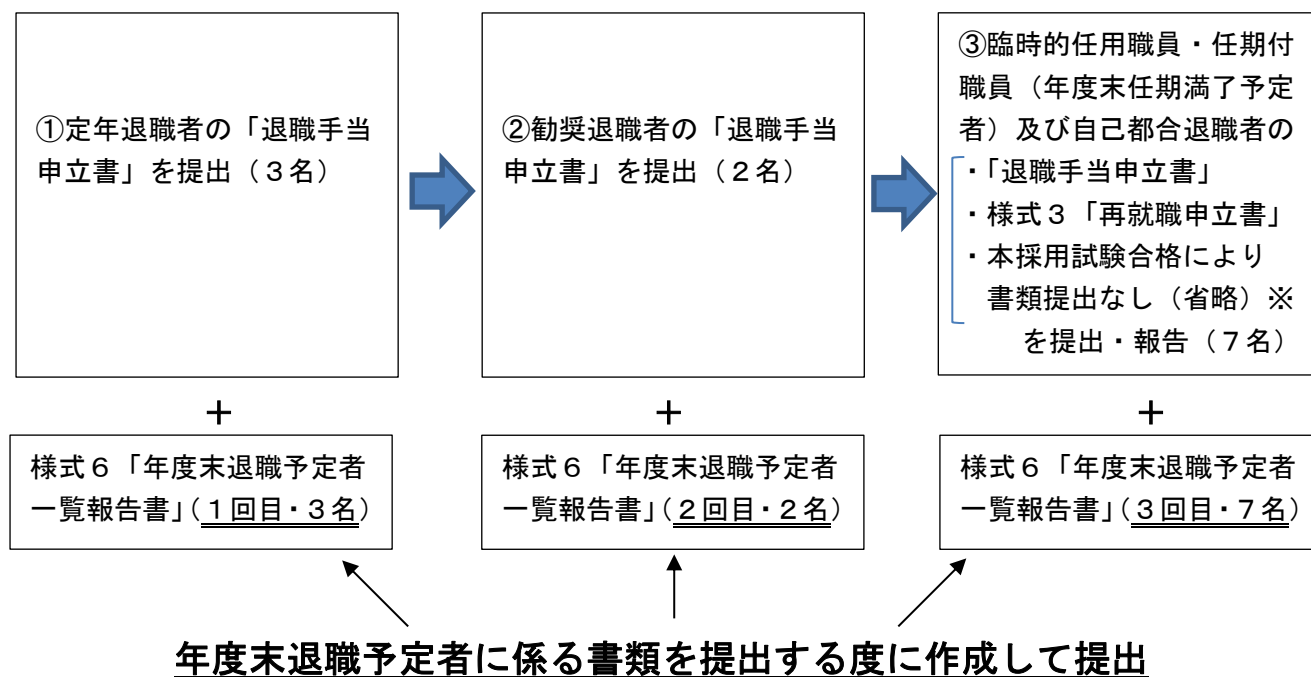 ①定年退職者の「退職手当
申立書」を提出（３名）
②勧奨退職者の「退職手当
申立書」を提出（２名）
③臨時的任用職員・任期付
職員（年度末任期満了予定
者）及び自己都合退職者の
・「退職手当申立書」
・様式３「再就職申立書」
・本採用試験合格により
書類提出なし（省略）※
を提出・報告（７名）
＋
＋
＋
様式６「年度末退職予定者
一覧報告書」（１回目・３名）
様式６「年度末退職予定者
一覧報告書」（２回目・２名）
様式６「年度末退職予定者
一覧報告書」（３回目・７名）
年度末退職予定者に係る書類を提出する度に作成して提出